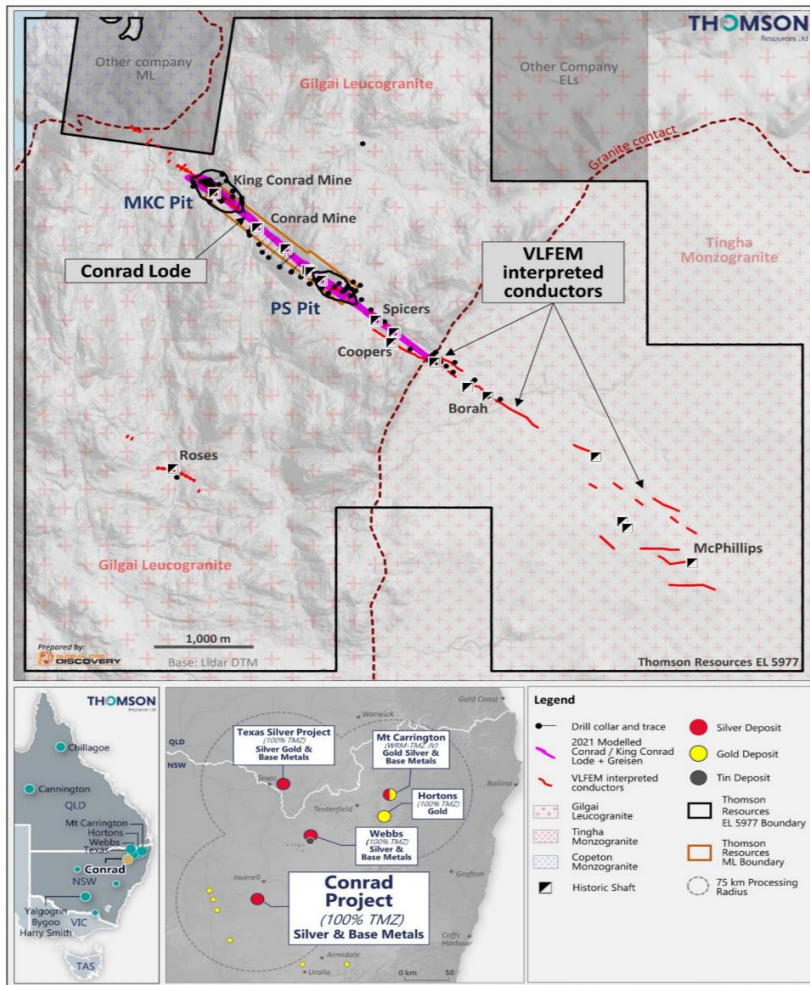 THOMSON
Resources Ltd
Other company
ML
Gilgai Leucogranite
Other Company
ELs
Granite contact
King Conrad Mine
MKC Pit
Conrad Mine
Tingha
Monzogranite
Conrad Lode
VLFEM
interpreted
conductors
PS Pit
Spicers
Coopers
Borah
Roses
McPhillips
Gilgai Leucogranite
1,000 m
Prepared by:
DISCOVERY
Base: Lidar DTM
Thomson Resources EL 5977
THOMSON
Resources Ltd
Chillagoe
Cannington
QLD
Mt Carrington
Hortons
Webbs
Texas
Conrad
NSW
Yalgogrin
Bygoo
Harry Smith
VIC
TAS
Gold Coast
Warwick
Texas Silver Project
(100% TMZ)
Silver Gold &
Base Metals
Mt Carrington
(WRM-TMZ JV)
Gold Silver &
Base Metals
QLD
NSW
Texas
Ballina
Tenterfield
Hortons
(100% TMZ)
Gold
Webbs
(100% TMZ)
Silver &
Base Metals
Inverell
Grafton
Conrad
Project
(100% TMZ)
Silver & Base Metals
Coffs
Harbour
Armidale
Uralla
0 km 50
Legend
Drill collar and trace
2021 Modelled
Conrad / King Conrad
Lode + Greisen
VLFEM interpreted
conductors
Gilgai
Leucogranite
Tingha
Monzogranite
Copeton
Monzogranite
Historic Shaft
Silver Deposit
Gold Deposit
Tin Deposit
Thomson
Resources
EL 5977 Boundary
Thomson
Resources
ML Boundary
75 km Processing
Radius